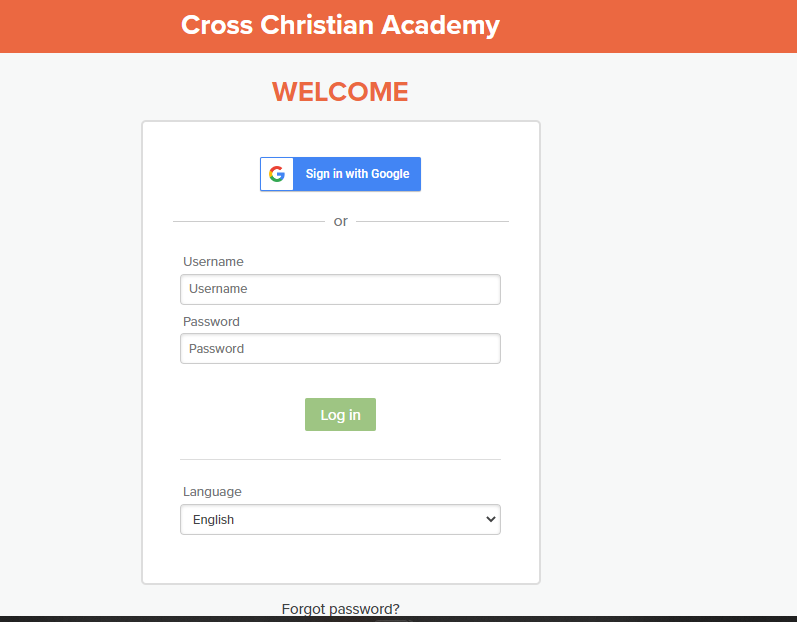 Cross Christian Academy
WELCOME
Sign in with Google
or
Username
Username
Password
Password
Log in
Language
English
Forgot password?